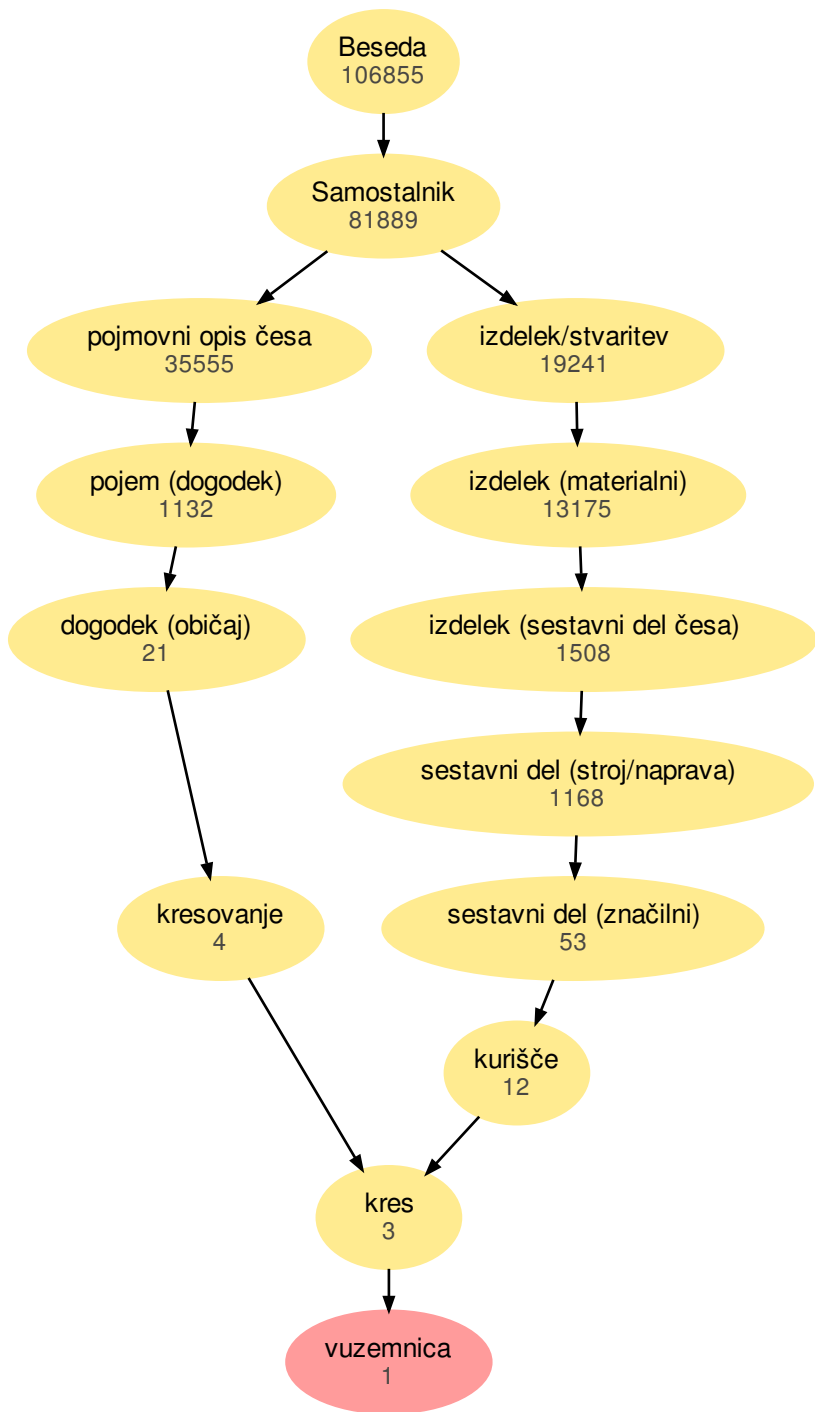 Beseda
106855
Samostalnik
81889
pojmovni opis česa
35555
izdelek/stvaritev
19241
pojem (dogodek)
1132
izdelek (materialni)
13175
dogodek (običaj)
21
izdelek (sestavni del česa)
1508
sestavni del (stroj/naprava)
1168
kresovanje
4
sestavni del (značilni)
53
kurišče
12
kres
3
vuzemnica
1